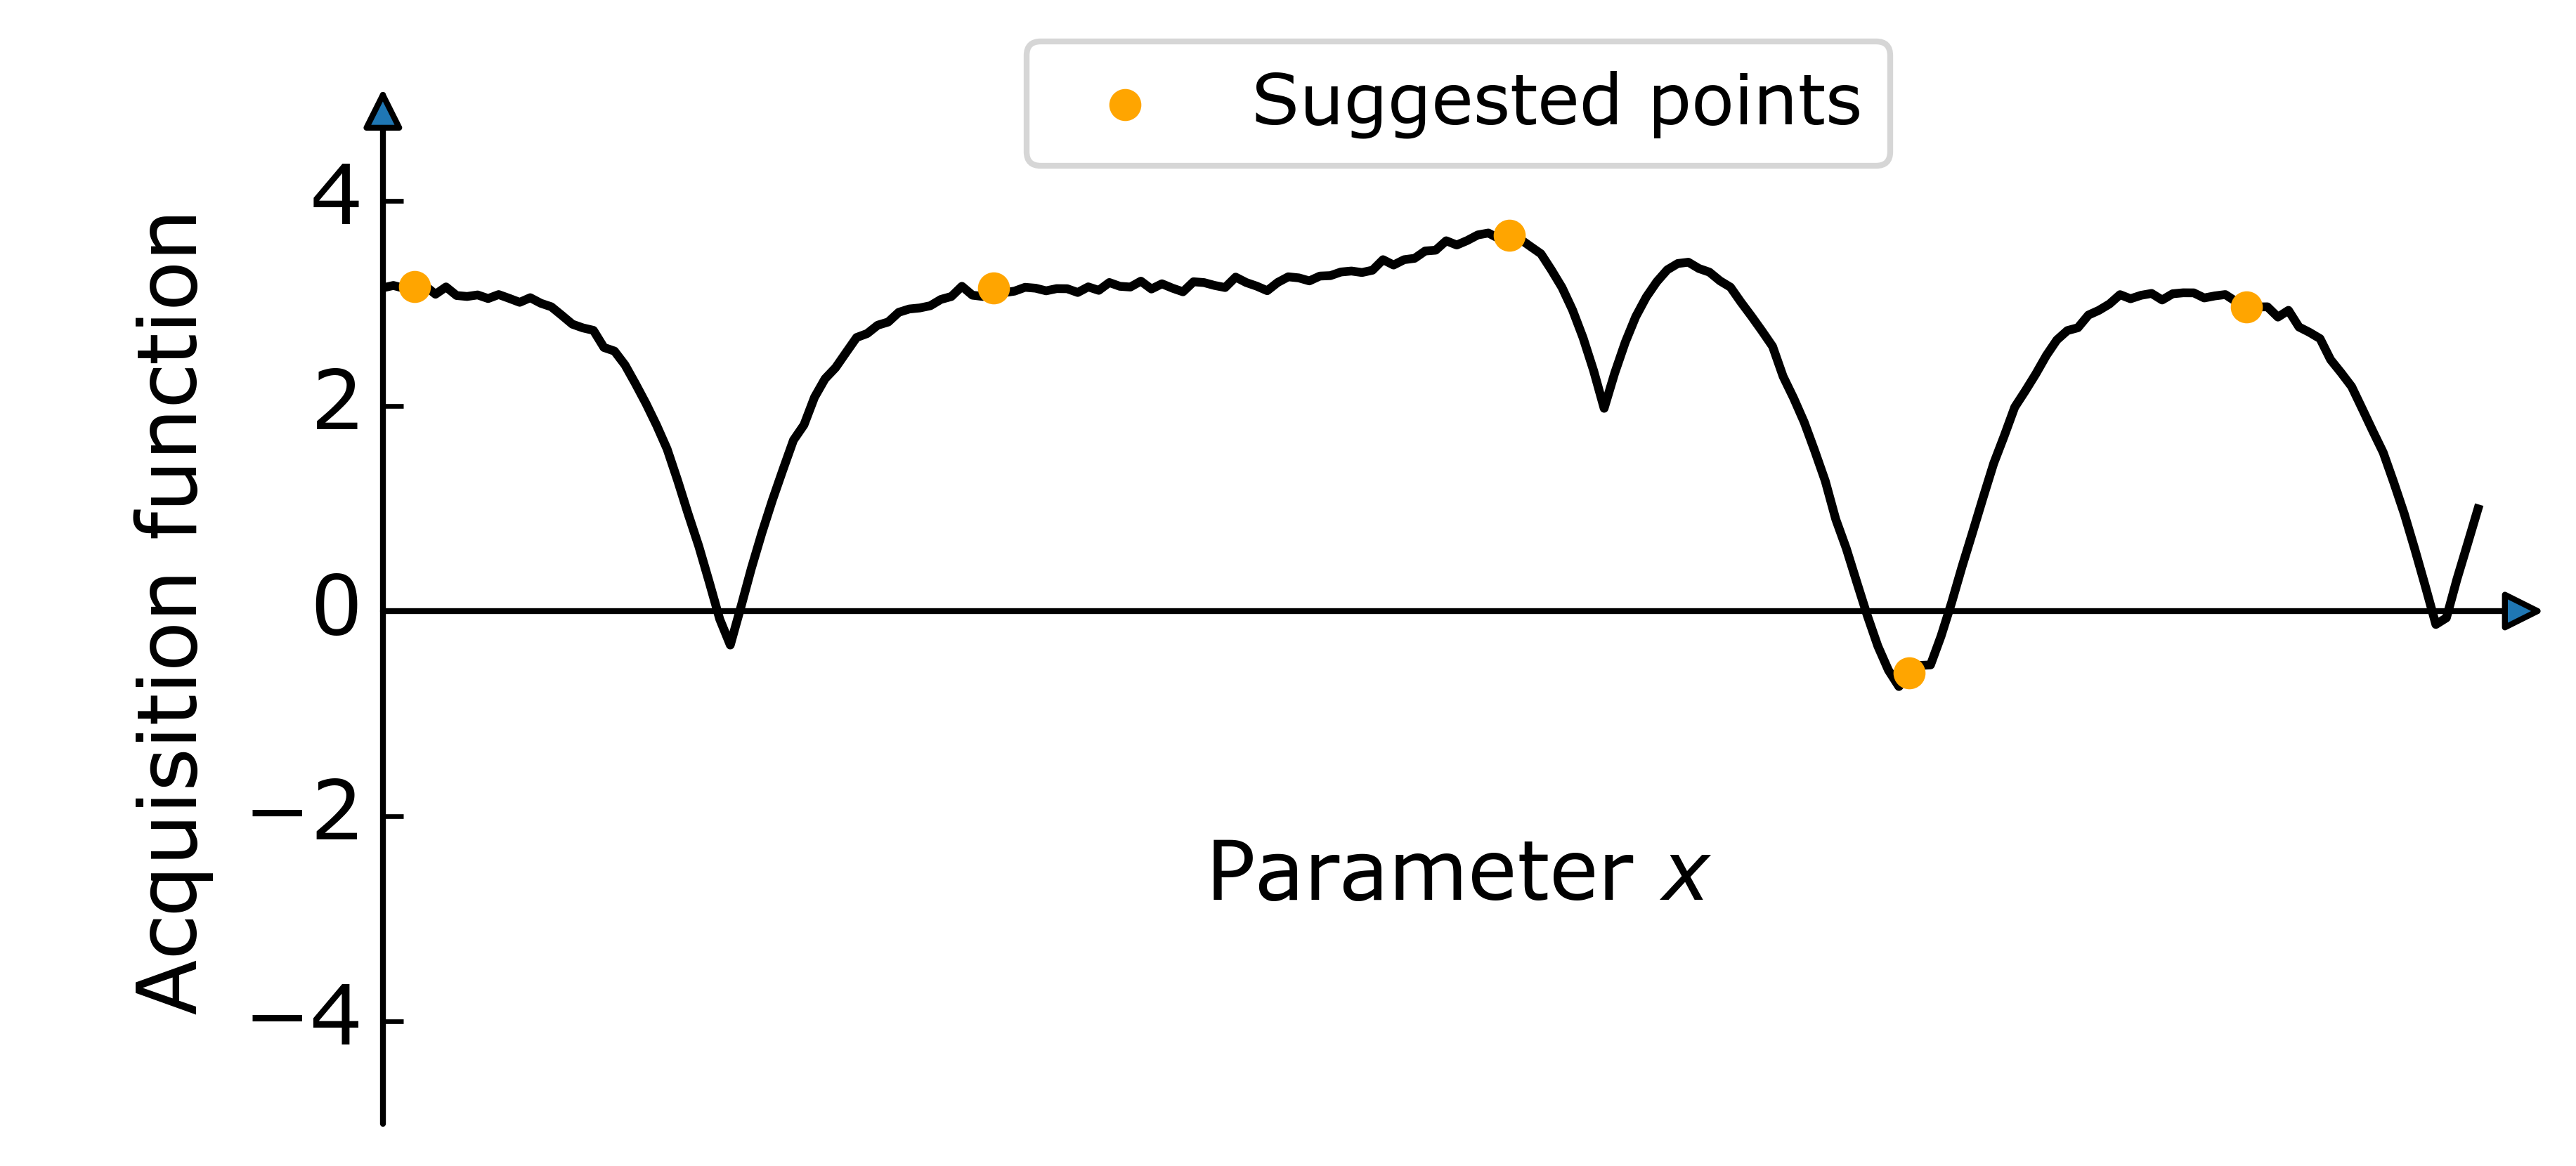 Suggested points
4
2
0
−2
−4
Acquisition function
Parameter x